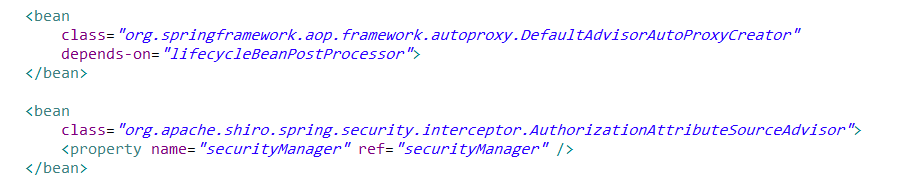 <bean
class="org.springframework.aop.framework.autoproxy.DefaultAdvisorAutoProxyCreator"
depends-on="lifecycleBeanPostProcessor">
</bean>
<bean
class="org.apache.shiro.spring.security.interceptor.AuthorizationAttributeSourceAdvisor">
<property name="securityManager" ref="securityManager" />
</bean>